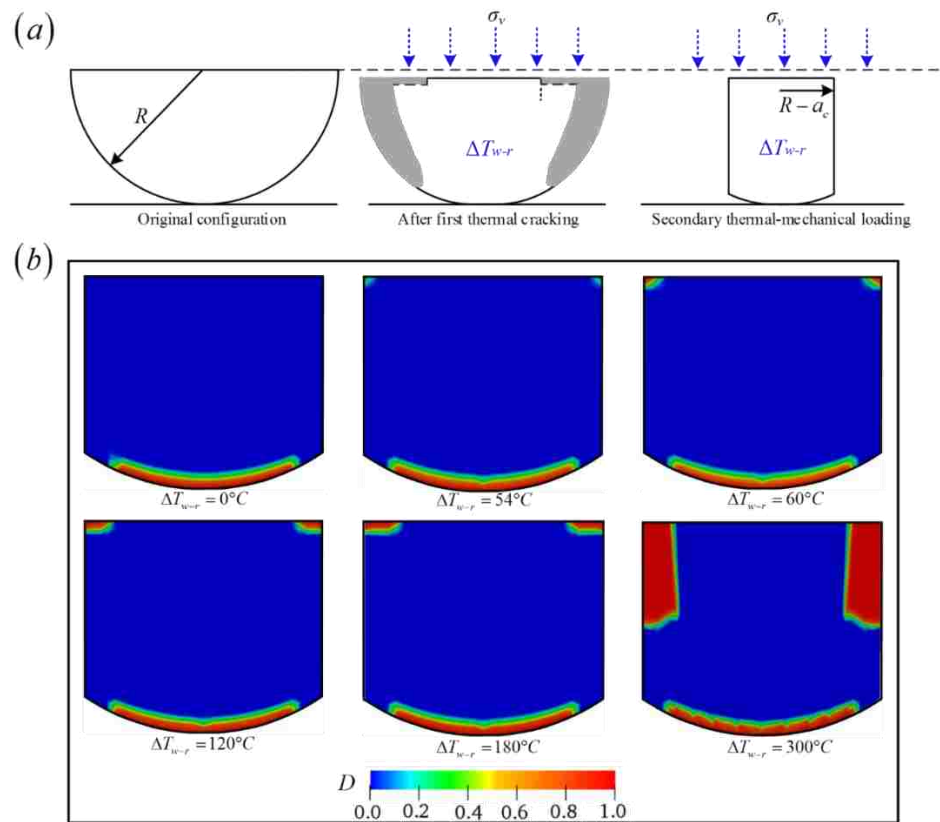 (a)
σv σv
R
R − ac
ΔTw-r ΔTw-r
Original configuration After first thermal cracking Secondary thermal-mechanical loading
(b)
ΔTw-r = 0°C ΔTw-r = 54°C ΔTw-r = 60°C
ΔTw-r = 120°C ΔTw-r = 180°C ΔTw-r = 300°C
D
0.0 0.2 0.4 0.6 0.8 1.0